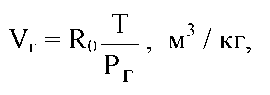 Vг = R0 T / Pг , м³ / кг,